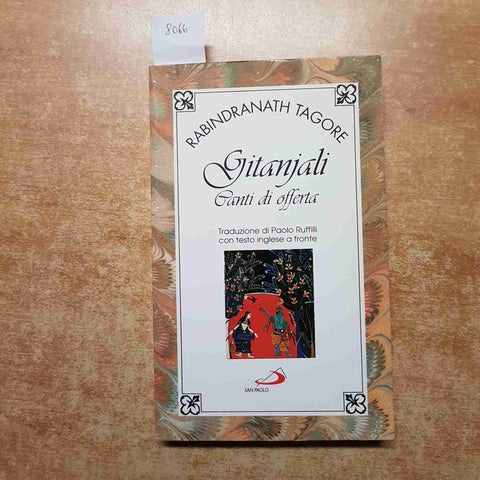 8066
RABINDRANATH TAGORE
Gitanjali
Canti di offerta
Traduzione di Paolo Ruffilli
con testo inglese a fronte
SAN PAOLO